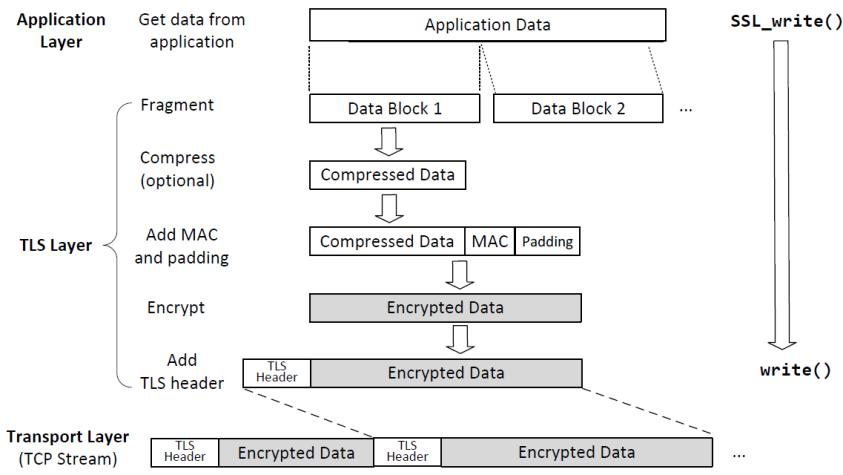 Application Layer
Get data from application
Application Data
SSL_write()
Fragment
Data Block 1
Data Block 2
...
Compress (optional)
Compressed Data
TLS Layer
Add MAC and padding
Compressed Data
MAC
Padding
Encrypt
Encrypted Data
Add TLS header
TLS Header
Encrypted Data
write()
Transport Layer (TCP Stream)
TLS Header
Encrypted Data
TLS Header
Encrypted Data
...